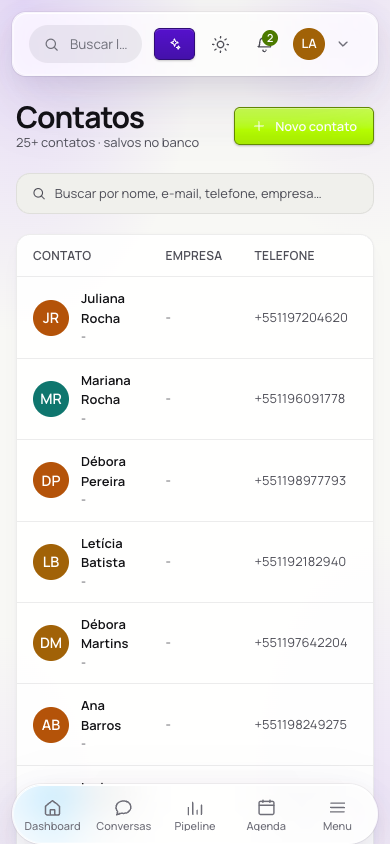 Buscar l...
2
LA
Contatos
25+ contatos · salvos no banco
+ Novo contato
Buscar por nome, e-mail, telefone, empresa...
CONTATO EMPRESA TELEFONE
JR Juliana Rocha - - +551197204620
MR Mariana Rocha - - +551196091778
DP Débora Pereira - - +551198977793
LB Letícia Batista - - +551192182940
DM Débora Martins - - +551197642204
AB Ana Barros - - +551198249275
Dashboard Conversas Pipeline Agenda Menu